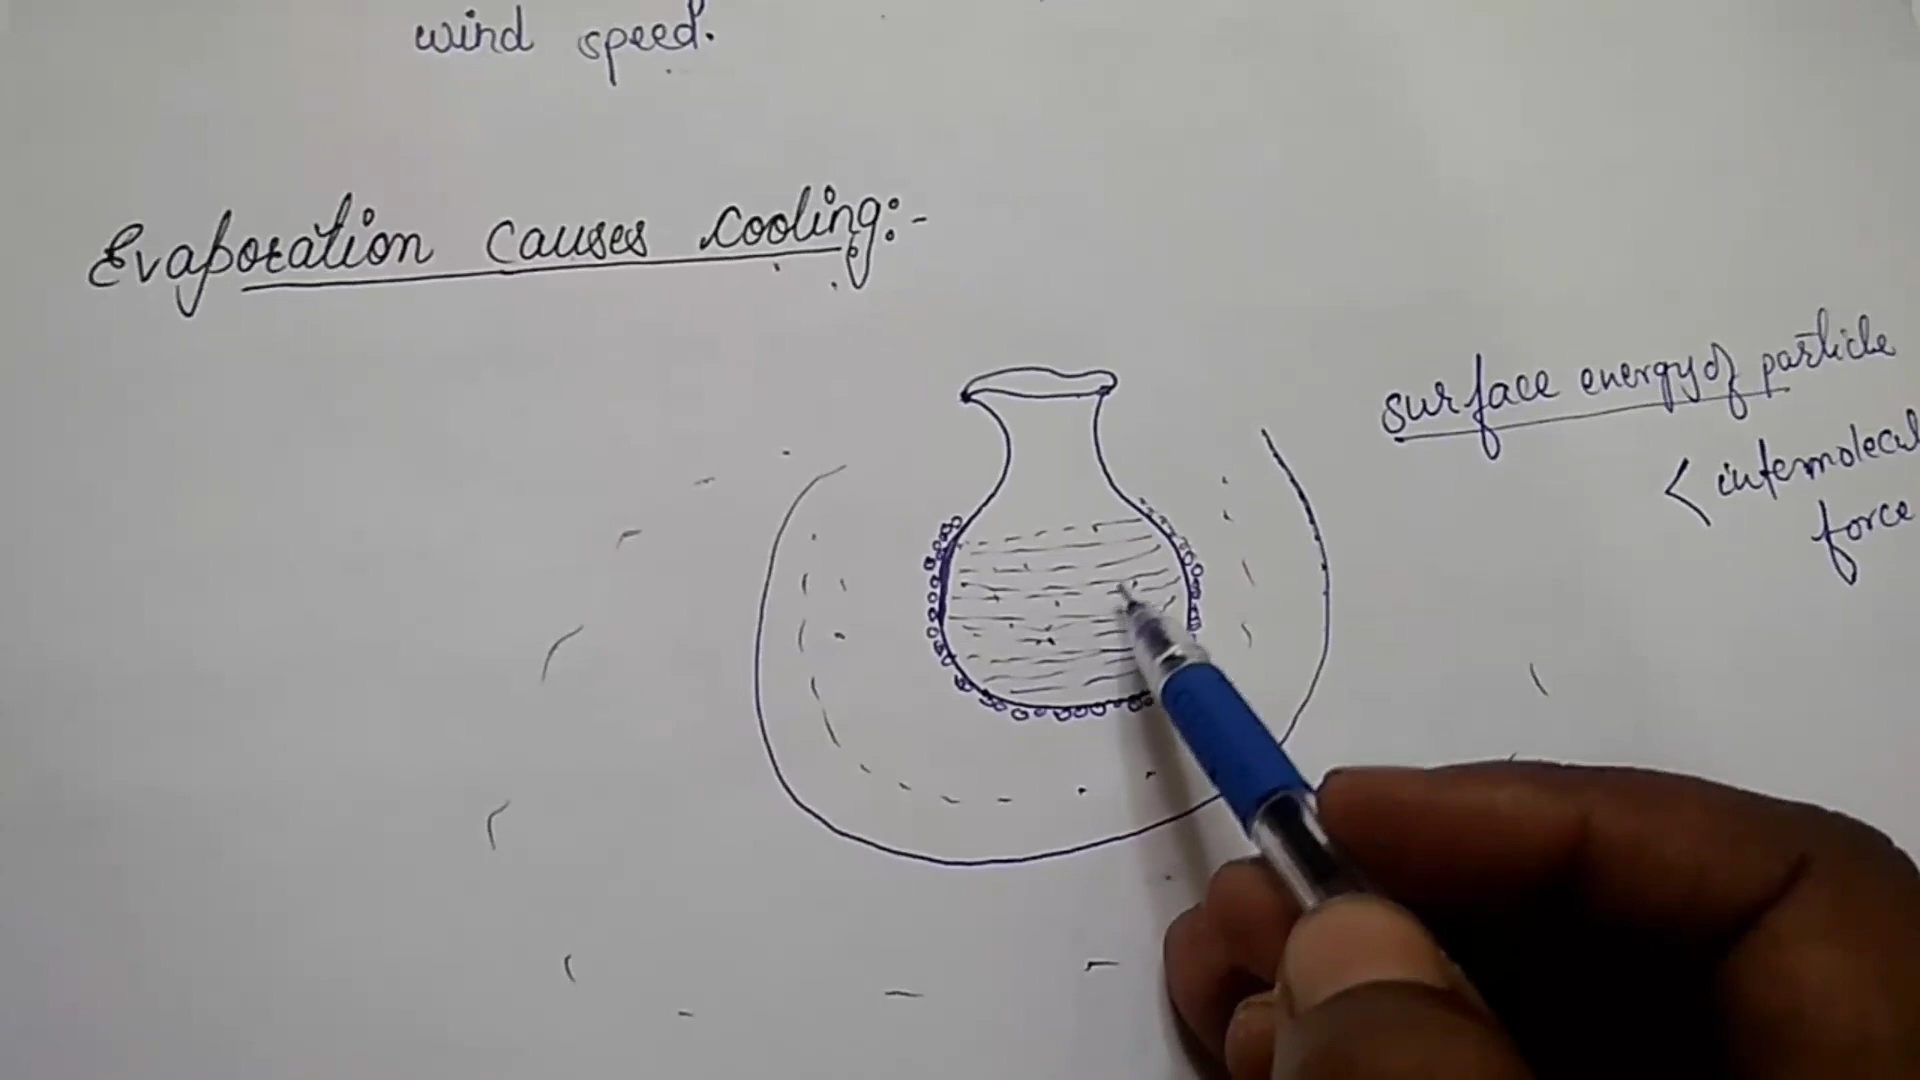 wind speed.
Evaporation causes cooling:-
surface energy of particle
< intermolecul
force